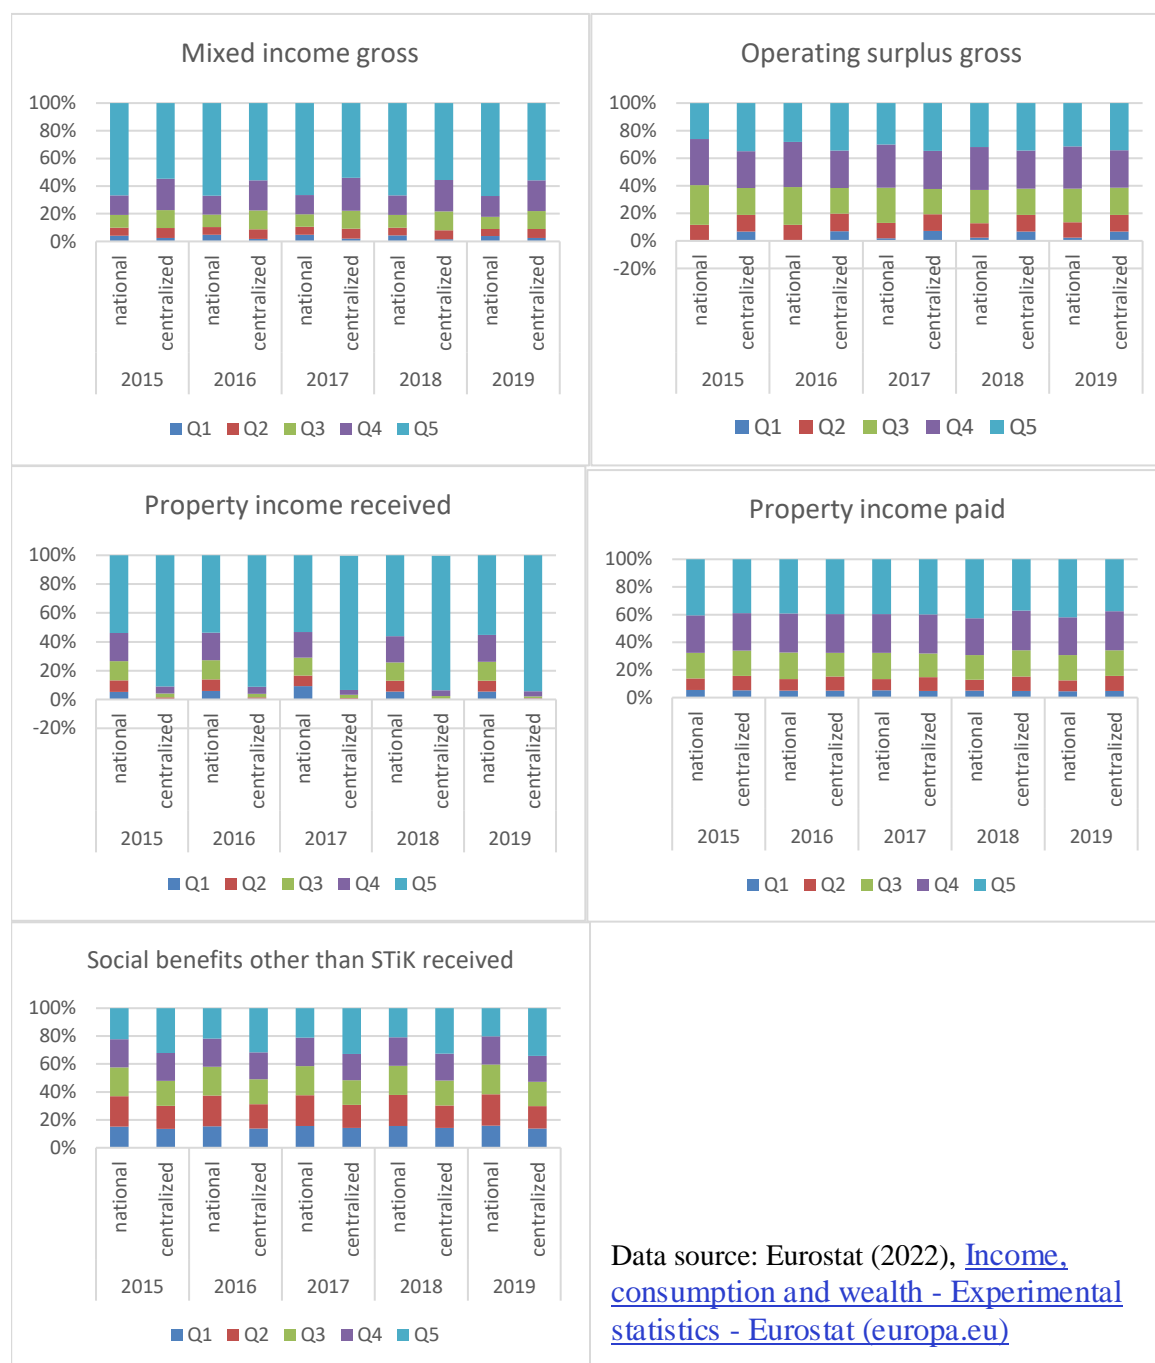 Mixed income gross
100%
80%
60%
40%
20%
0%
national
centralized
national
centralized
national
centralized
national
centralized
national
centralized
2015 2016 2017 2018 2019
Q1 Q2 Q3 Q4 Q5
Operating surplus gross
100%
80%
60%
40%
20%
0%
-20%
national
centralized
national
centralized
national
centralized
national
centralized
national
centralized
2015 2016 2017 2018 2019
Q1 Q2 Q3 Q4 Q5
Property income received
100%
80%
60%
40%
20%
0%
-20%
national
centralized
national
centralized
national
centralized
national
centralized
national
centralized
2015 2016 2017 2018 2019
Q1 Q2 Q3 Q4 Q5
Property income paid
100%
80%
60%
40%
20%
0%
national
centralized
national
centralized
national
centralized
national
centralized
national
centralized
2015 2016 2017 2018 2019
Q1 Q2 Q3 Q4 Q5
Social benefits other than STiK received
100%
80%
60%
40%
20%
0%
national
centralized
national
centralized
national
centralized
national
centralized
national
centralized
2015 2016 2017 2018 2019
Q1 Q2 Q3 Q4 Q5
Data source: Eurostat (2022), Income,
consumption and wealth - Experimental
statistics - Eurostat (europa.eu)